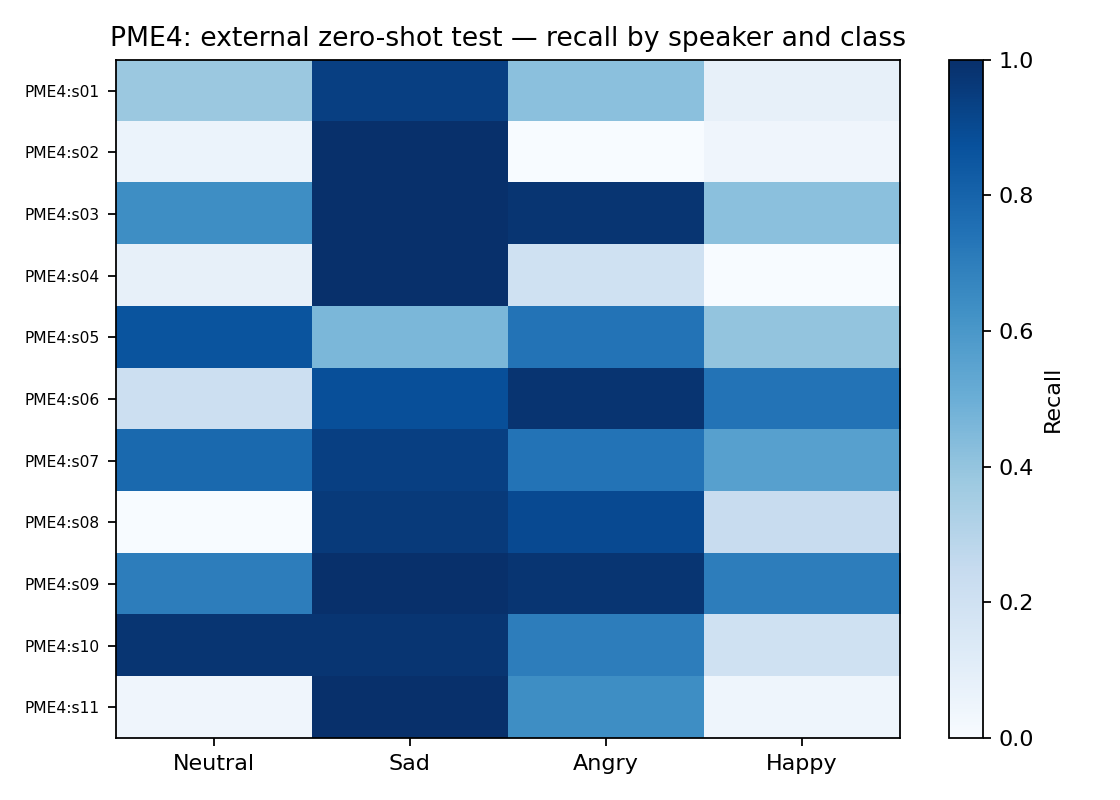 PME4: external zero-shot test — recall by speaker and class
PME4:s01
PME4:s02
PME4:s03
PME4:s04
PME4:s05
PME4:s06
PME4:s07
PME4:s08
PME4:s09
PME4:s10
PME4:s11
Neutral Sad Angry Happy
1.0
0.8
0.6
0.4
0.2
0.0
Recall